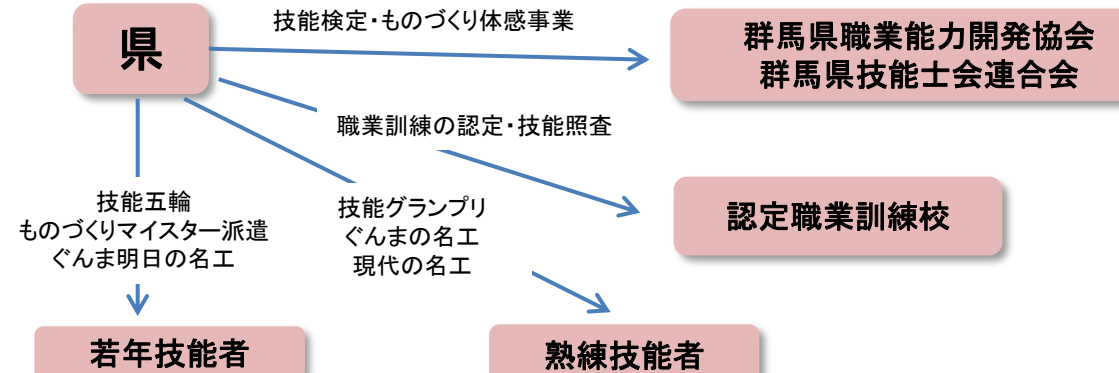 県
技能検定・ものづくり体感事業
群馬県職業能力開発協会
群馬県技能士会連合会
職業訓練の認定・技能照査
認定職業訓練校
技能五輪
ものづくりマイスター派遣
ぐんま明日の名工
技能グランプリ
ぐんまの名工
現代の名工
若年技能者
熟練技能者